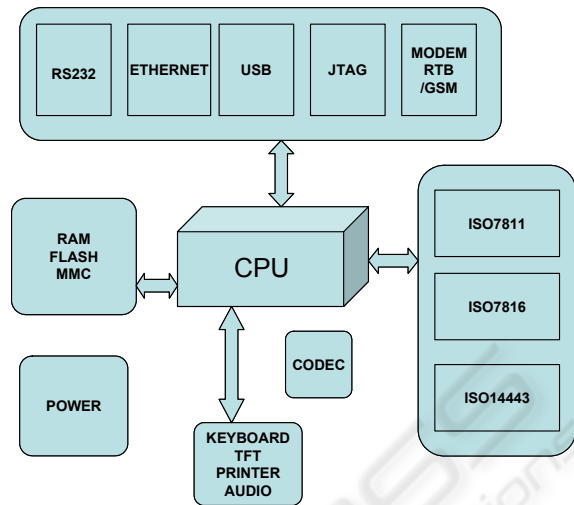 RS232
ETHERNET
USB
JTAG
MODEM
RTB
/GSM
RAM
FLASH
MMC
CPU
ISO7811
ISO7816
ISO14443
CODEC
POWER
KEYBOARD
TFT
PRINTER
AUDIO